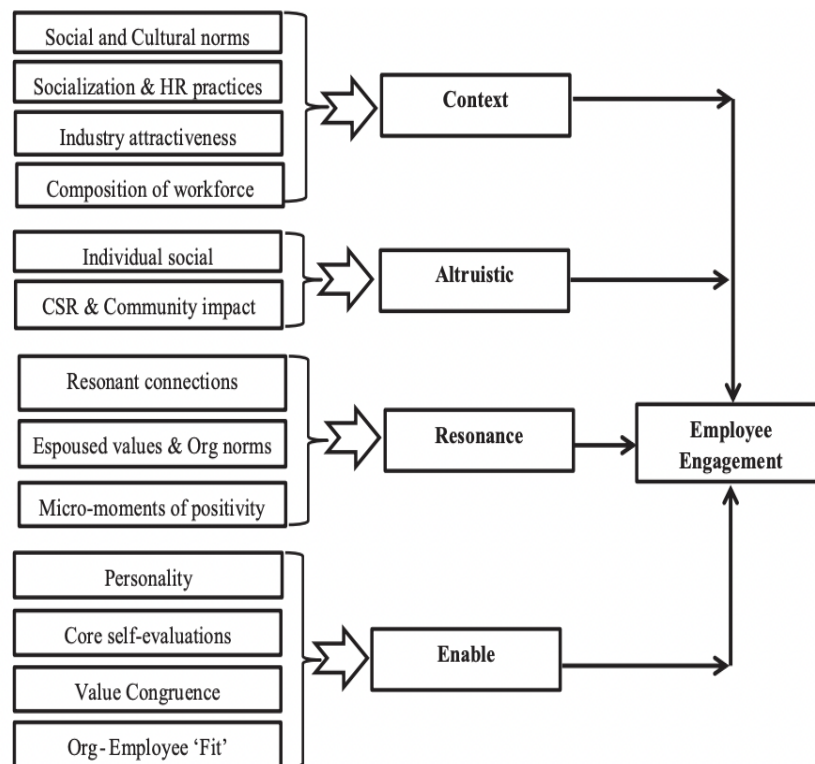 Social and Cultural norms
Socialization & HR practices
Industry attractiveness
Composition of workforce
Context
Individual social
CSR & Community impact
Altruistic
Resonant connections
Espoused values & Org norms
Micro-moments of positivity
Resonance
Employee
Engagement
Personality
Core self-evaluations
Value Congruence
Org-Employee ‘Fit’
Enable